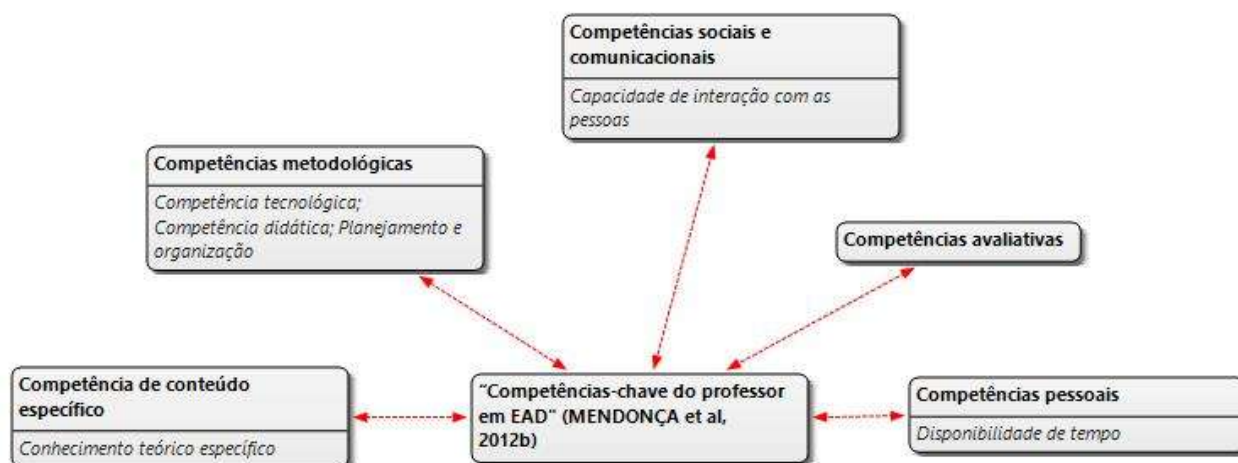 Competências sociais e
comunicacionais
Capacidade de interação com as
pessoas
Competências metodológicas
Competência tecnológica;
Competência didática; Planejamento e
organização
Competências avaliativas
Competência de conteúdo
específico
Conhecimento teórico específico
"Competências-chave do professor
em EAD" (MENDONÇA et al,
2012b)
Competências pessoais
Disponibilidade de tempo